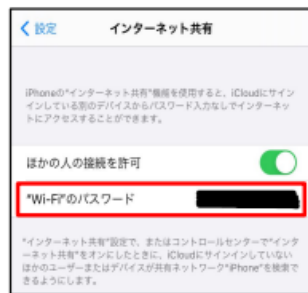 設定
インターネット共有
iPhoneの"インターネット共有"機能を使用すると、iCloudにサイン
インしている別のデバイスからパスワード入力なしでインターネッ
トにアクセスすることができます。
ほかの人の接続を許可
"Wi-Fi"のパスワード
"インターネット共有"設定で、またはコントロールセンターで"インタ
ーネット共有"をオンにしたときに、iCloudにサインインしていない
ほかのユーザーまたはデバイスが共有ネットワーク"iPhone"を検索で
きるようにします。